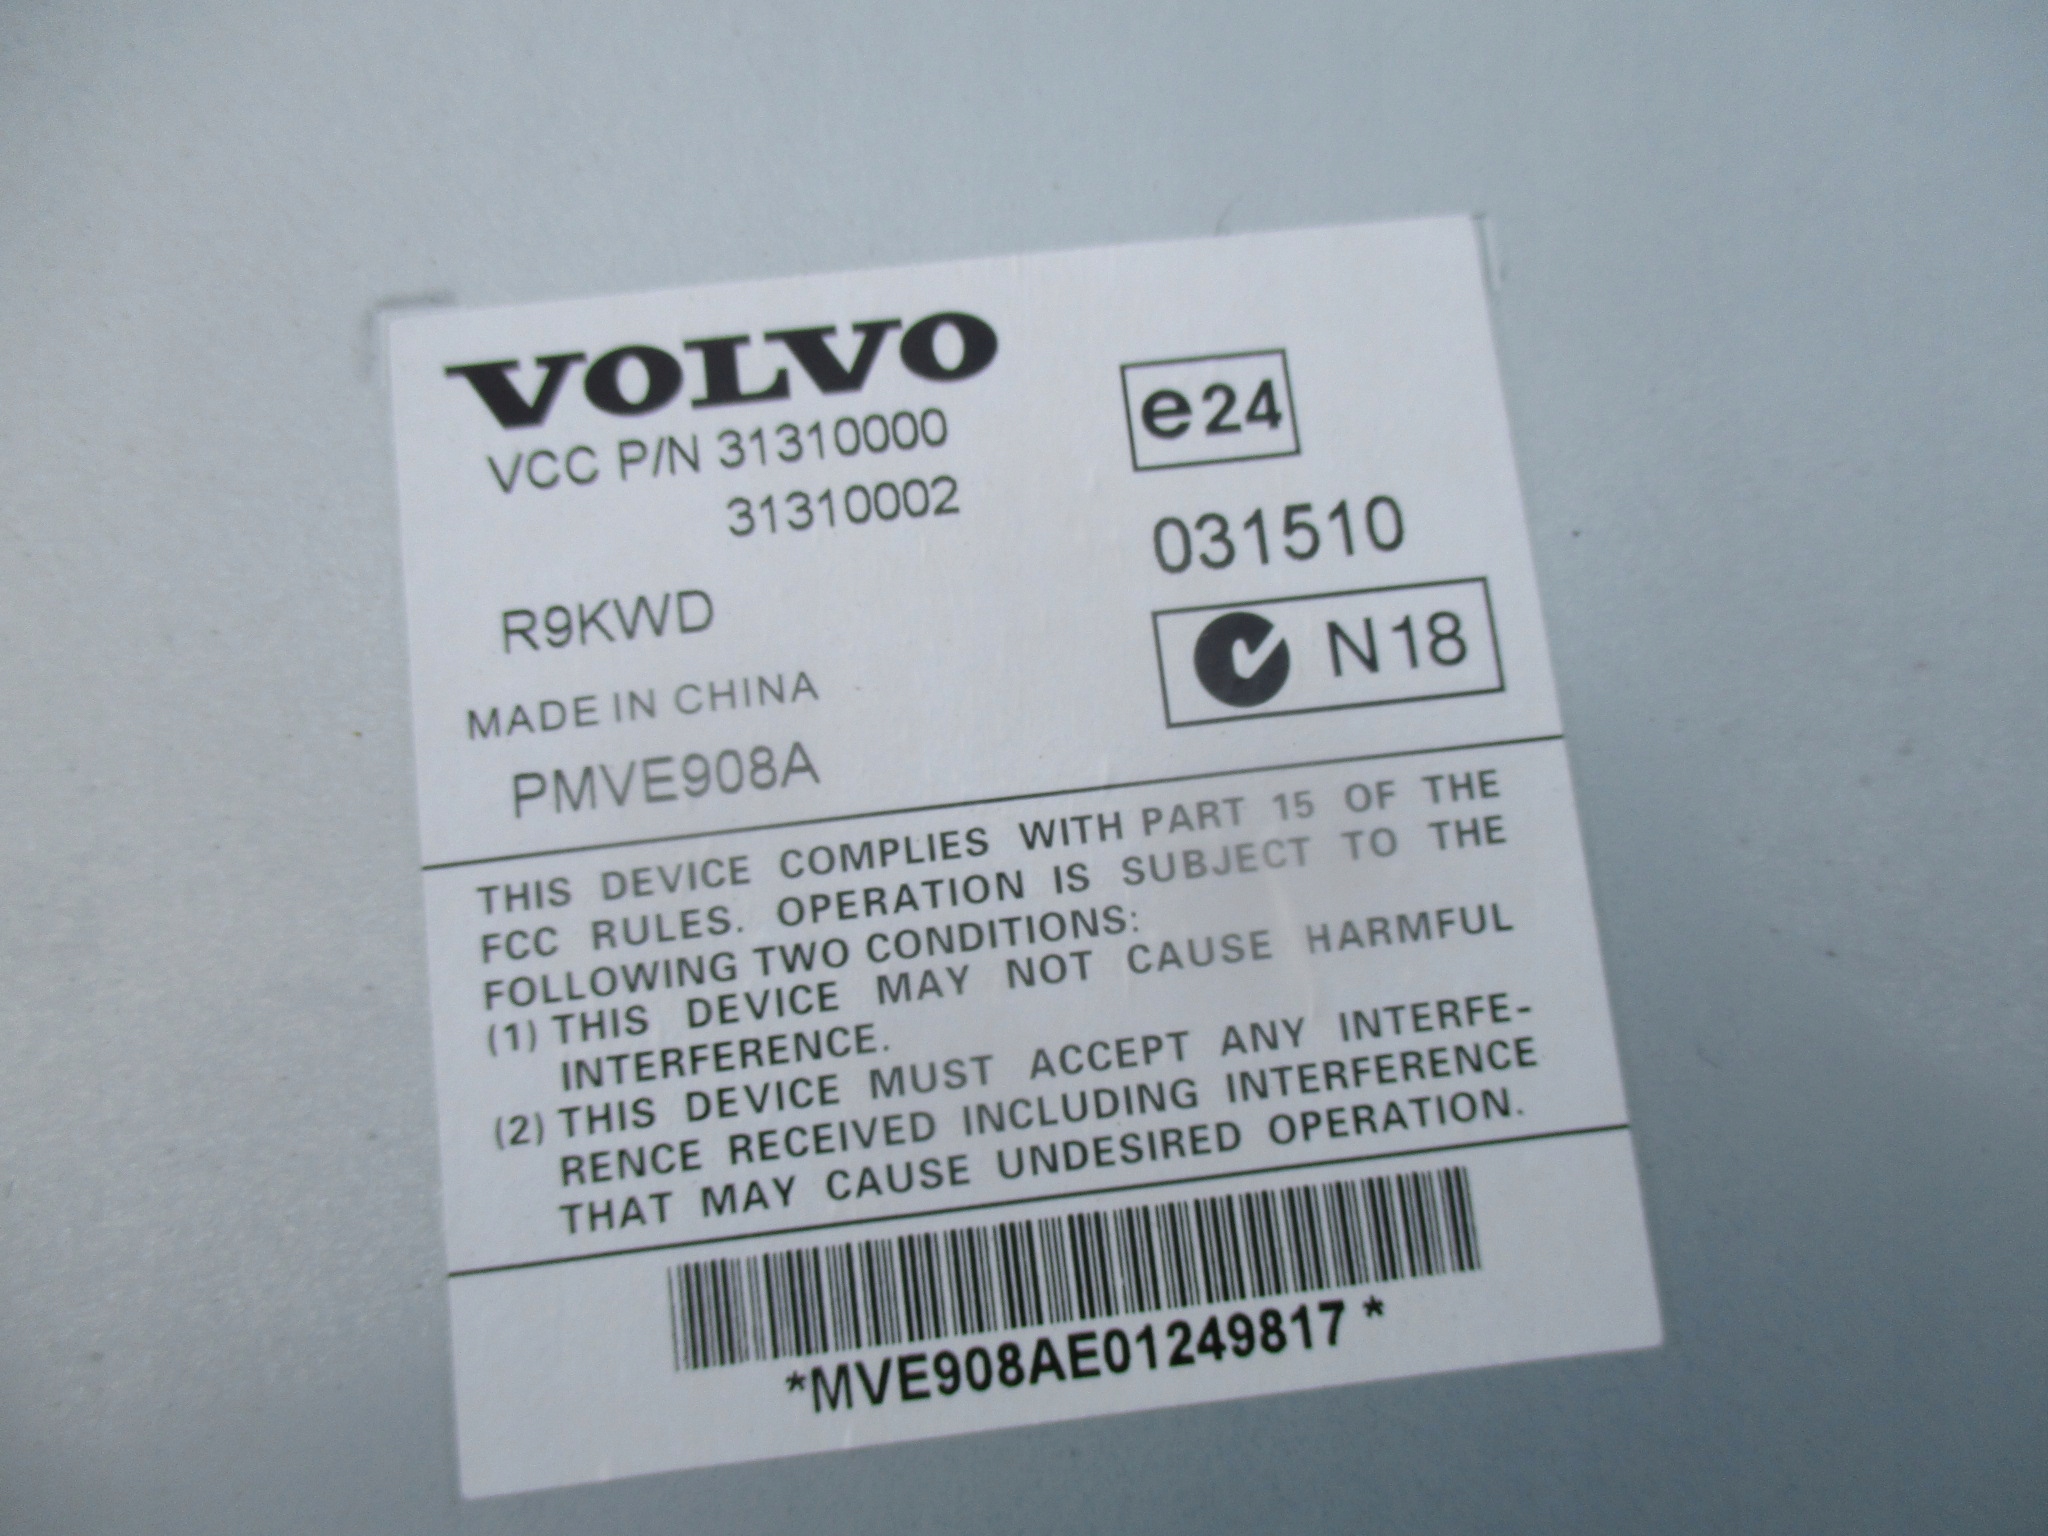 VOLVO
VCC P/N 31310000
31310002
R9KWD
MADE IN CHINA
PMVE908A
e24
031510
N18
THIS DEVICE COMPLIES WITH PART 15 OF THE
FCC RULES. OPERATION IS SUBJECT TO THE
FOLLOWING TWO CONDITIONS:
(1) THIS DEVICE MAY NOT CAUSE HARMFUL
INTERFERENCE.
(2) THIS DEVICE MUST ACCEPT ANY INTERFE-
RENCE RECEIVED INCLUDING INTERFERENCE
THAT MAY CAUSE UNDESIRED OPERATION.
*MVE908AE01249817*